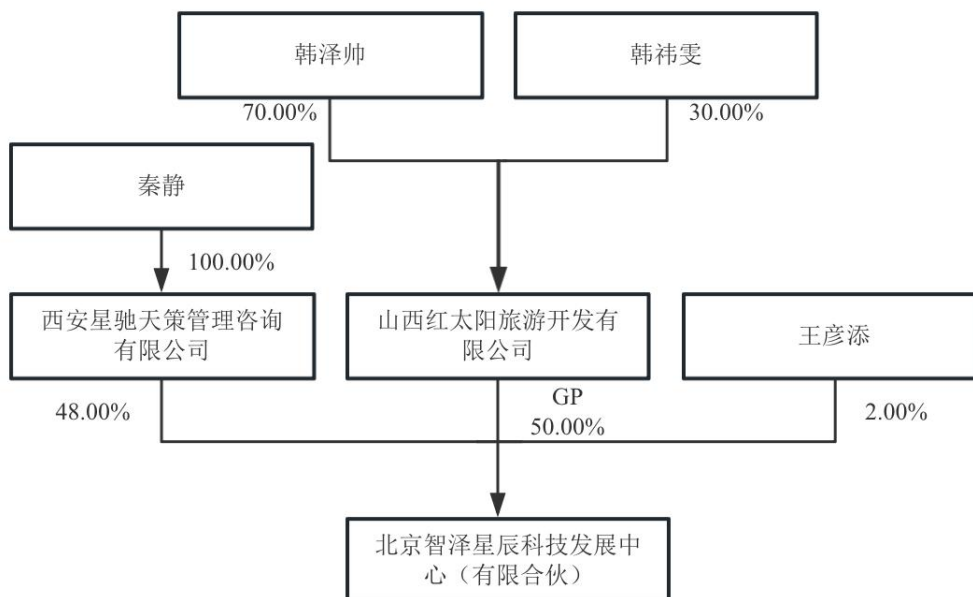 韩泽帅
韩祎雯
70.00%
30.00%
秦静
100.00%
西安星驰天策管理咨询
有限公司
山西红太阳旅游开发有
限公司
王彦添
48.00%
GP
50.00%
2.00%
北京智泽星辰科技发展中
心（有限合伙）